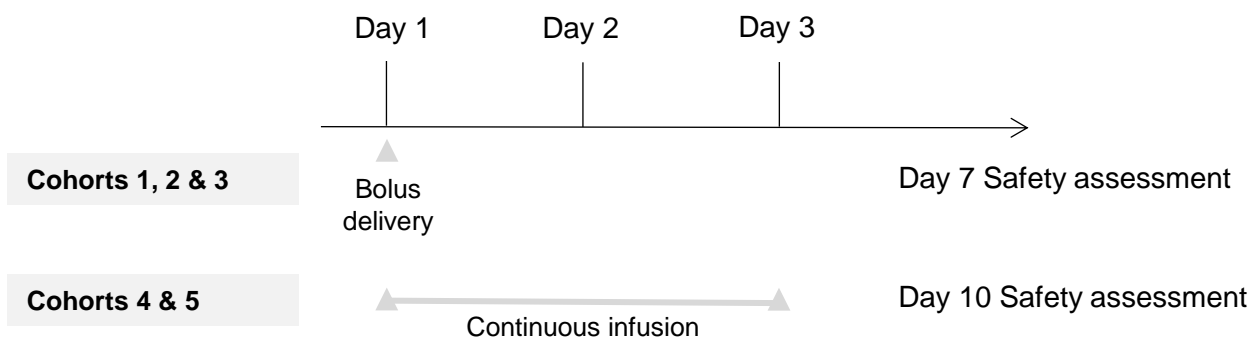 Day 1 Day 2 Day 3
Cohorts 1, 2 & 3
Bolus
delivery
Day 7 Safety assessment
Cohorts 4 & 5
Continuous infusion
Day 10 Safety assessment